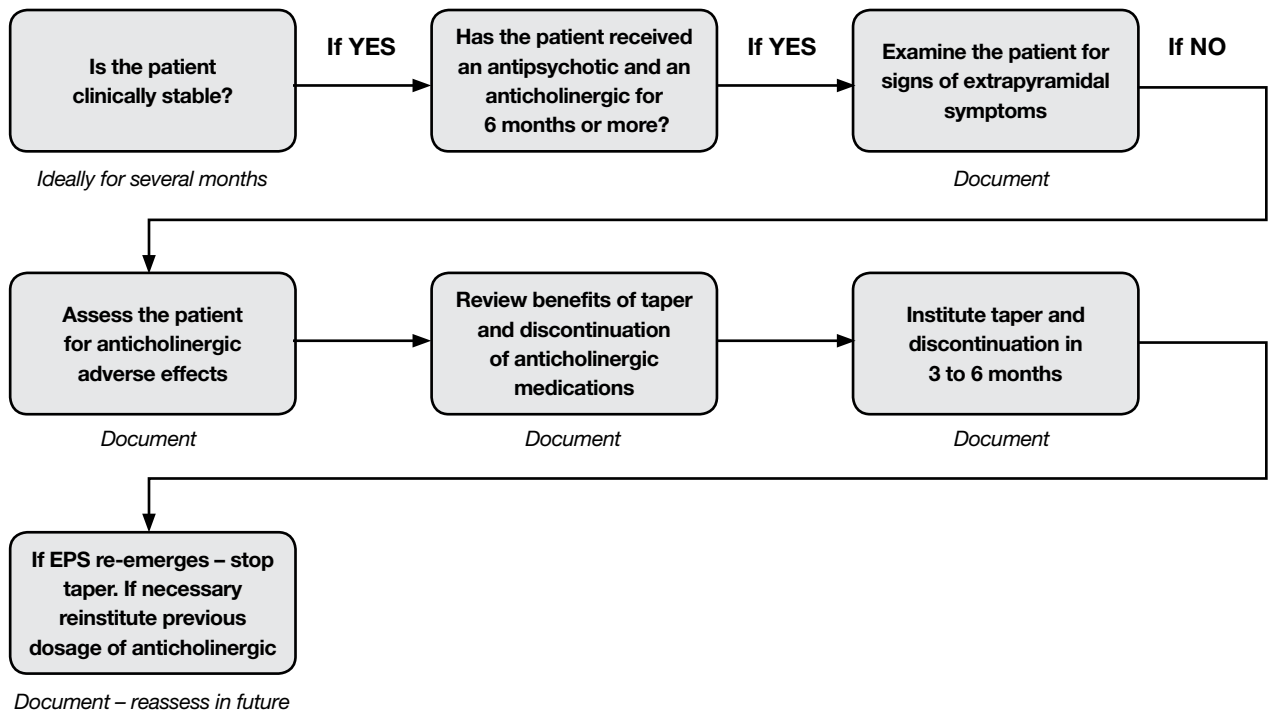 Is the patient
clinically stable?
Ideally for several months
If YES
Has the patient received
an antipsychotic and an
anticholinergic for
6 months or more?
If YES
Examine the patient for
signs of extrapyramidal
symptoms
Document
If NO
Assess the patient
for anticholinergic
adverse effects
Document
Review benefits of taper
and discontinuation
of anticholinergic
medications
Document
Institute taper and
discontinuation in
3 to 6 months
Document
If EPS re-emerges – stop
taper. If necessary
reinstitute previous
dosage of anticholinergic
Document – reassess in future